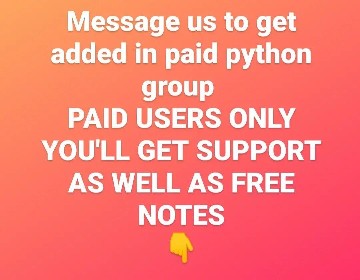 Message us to get
added in paid python
group
PAID USERS ONLY
YOU'LL GET SUPPORT
AS WELL AS FREE
NOTES
👇